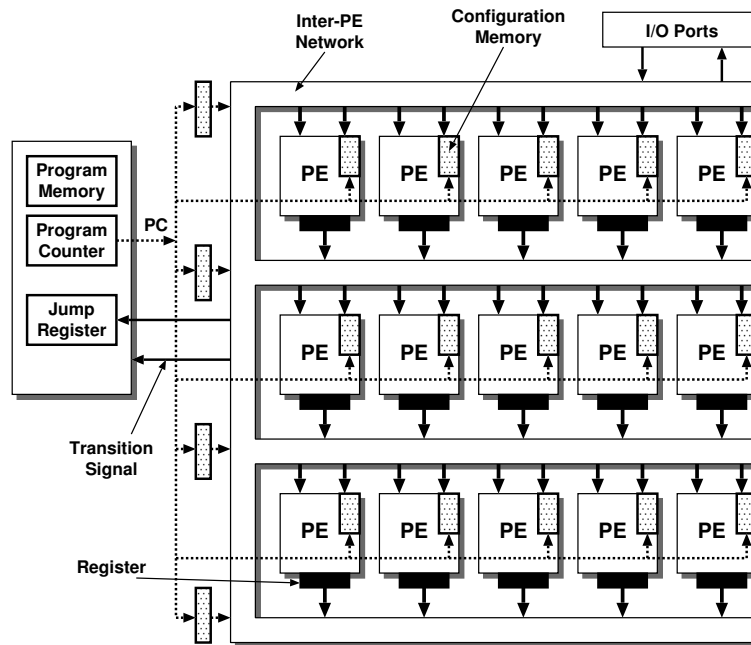 Inter-PE
Network
Configuration
Memory
I/O Ports
Program
Memory
Program
Counter
PC
Jump
Register
Transition
Signal
Register
PE PE PE PE PE
PE PE PE PE PE
PE PE PE PE PE